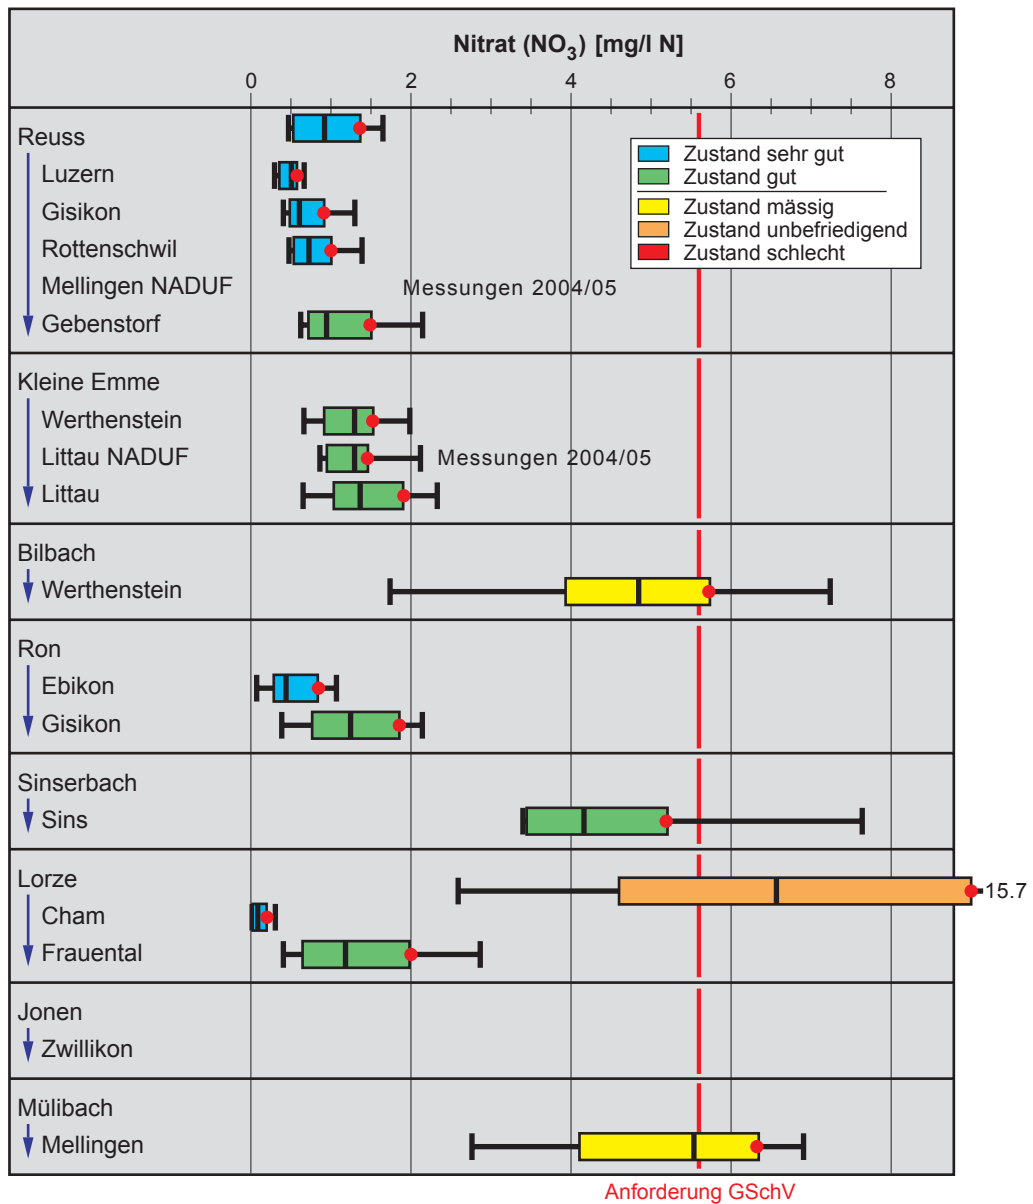 Nitrat (NO3) [mg/l N]
0 2 4 6 8
Reuss
Luzern
Gisikon
Rottenschwil
Mellingen NADUF Messungen 2004/05
Gebenstorf
Zustand sehr gut
Zustand gut
Zustand mässig
Zustand unbefriedigend
Zustand schlecht
Kleine Emme
Werthenstein
Littau NADUF Messungen 2004/05
Littau
Bilbach
Werthenstein
Ron
Ebikon
Gisikon
Sinserbach
Sins
Lorze 15.7
Cham
Frauental
Jonen
Zwillikon
Mülibach
Mellingen
Anforderung GSchV